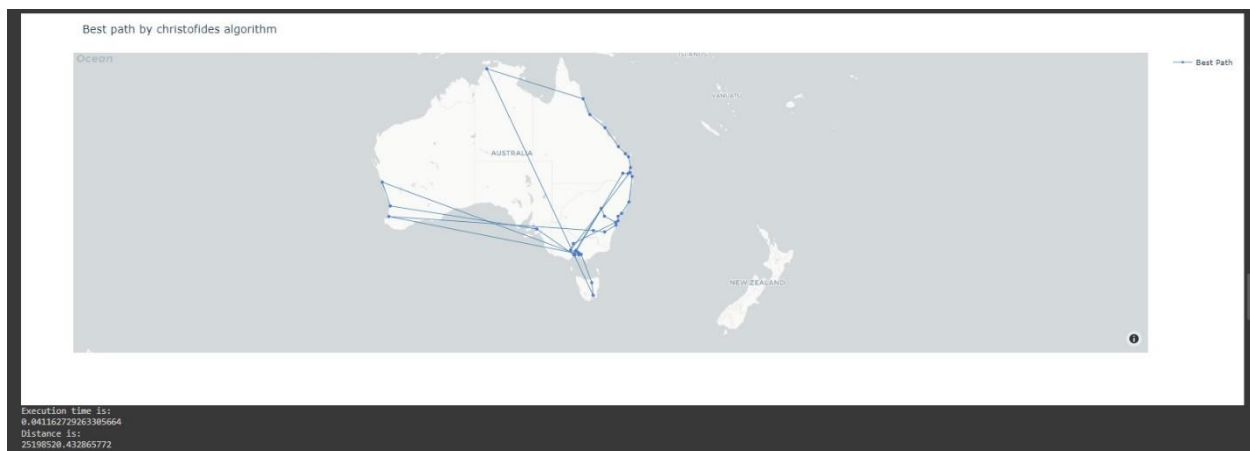 Best path by christofides algorithm
Ocean
Best Path
AUSTRALIA
NEW ZEALAND
Execution time is:
0.041162729263305664
Distance is:
25198520.432865772